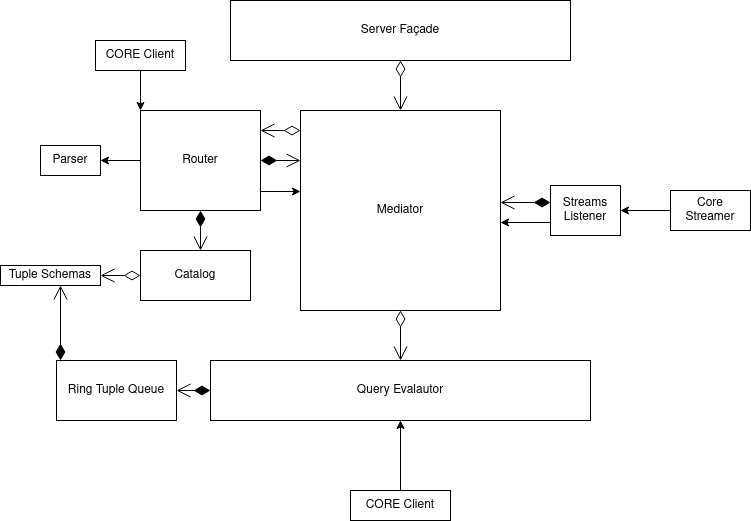 Server Façade
CORE Client
Parser
Router
Mediator
Streams
Listener
Core
Streamer
Tuple Schemas
Catalog
Ring Tuple Queue
Query Evalautor
CORE Client